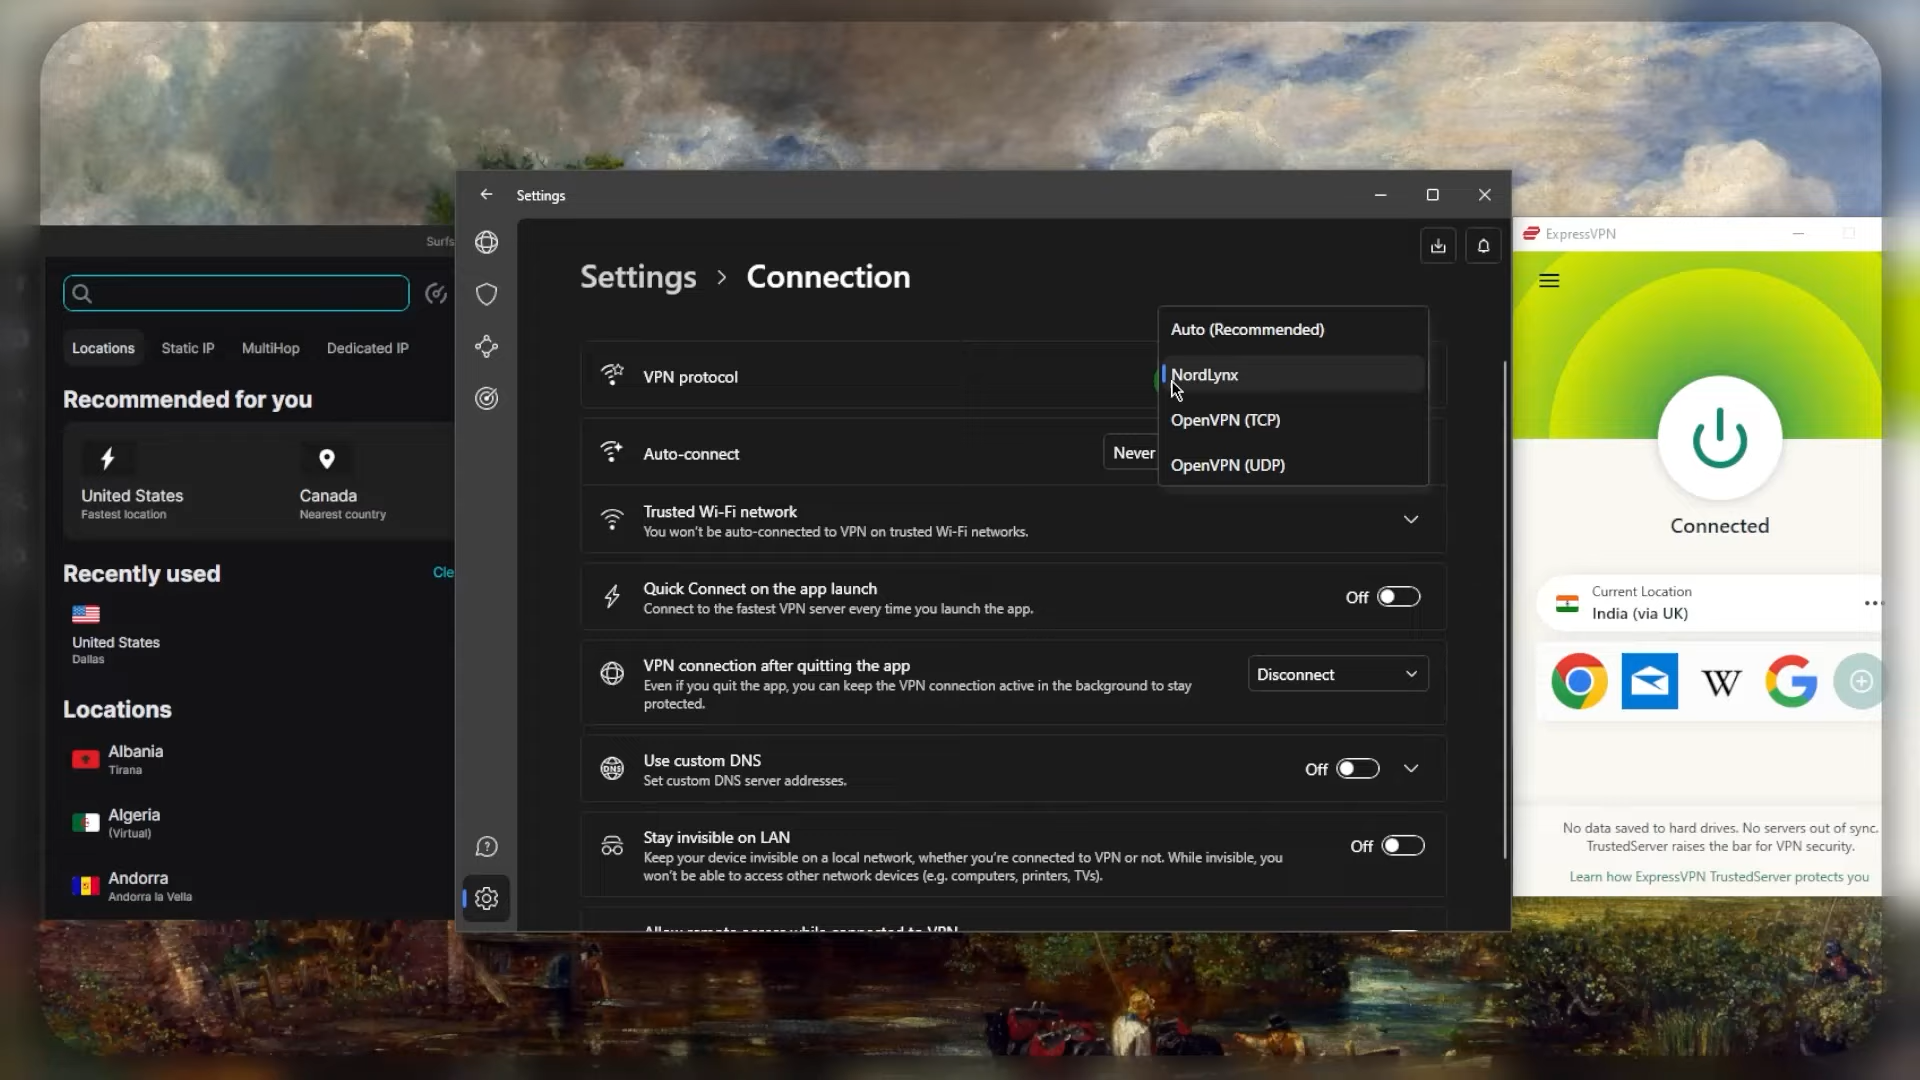 Surfs
Locations
Static IP
MultiHop
Dedicated IP
Recommended for you
United States
Fastest location
Canada
Nearest country
Recently used
Cle
United States
Dallas
Locations
Albania
Tirana
Algeria
(Virtual)
Andorra
Andorra la Vella
Settings
Settings > Connection
VPN protocol
Auto (Recommended)
NordLynx
OpenVPN (TCP)
OpenVPN (UDP)
Auto-connect
Never
Trusted Wi-Fi network
You won't be auto-connected to VPN on trusted Wi-Fi networks.
Quick Connect on the app launch
Connect to the fastest VPN server every time you launch the app.
Off
VPN connection after quitting the app
Even if you quit the app, you can keep the VPN connection active in the background to stay
protected.
Disconnect
DNS
Use custom DNS
Set custom DNS server addresses.
Off
Stay invisible on LAN
Keep your device invisible on a local network, whether you're connected to VPN or not. While invisible, you
won't be able to access other network devices (e.g. computers, printers, TVs).
Off
Allow remote access while connected to VPN
ExpressVPN
Connected
Current Location
India (via UK)
W
G
No data saved to hard drives. No servers out of sync.
TrustedServer raises the bar for VPN security.
Learn how ExpressVPN TrustedServer protects you